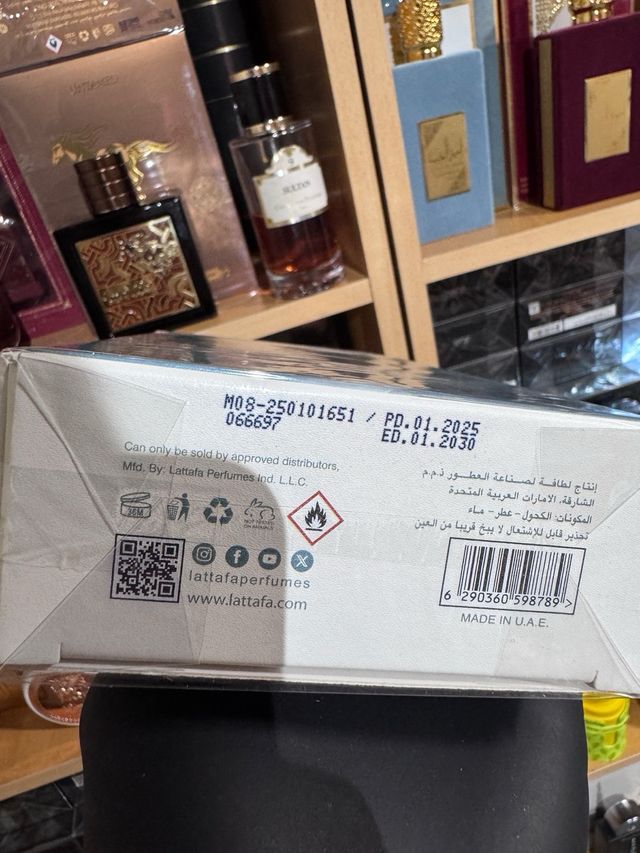 UNTAMED
SULTAN
M08-250101651 / PD.01.2025
066697 ED.01.2030
Can only be sold by approved distributors,
Mfd. By: Lattafa Perfumes Ind. L.L.C.
36M
NOT TESTED
ON ANIMALS
lattafaperfumes
www.lattafa.com
إنتاج لطافة لصناعة العطور ذ.م.م
الشارقة، الامارات العربية المتحدة
المكونات: الكحول - عطر - ماء
تحذير قابل للإشتعال لا يبخ قريبا من العين
6 290360 598789 >
MADE IN U.A.E.